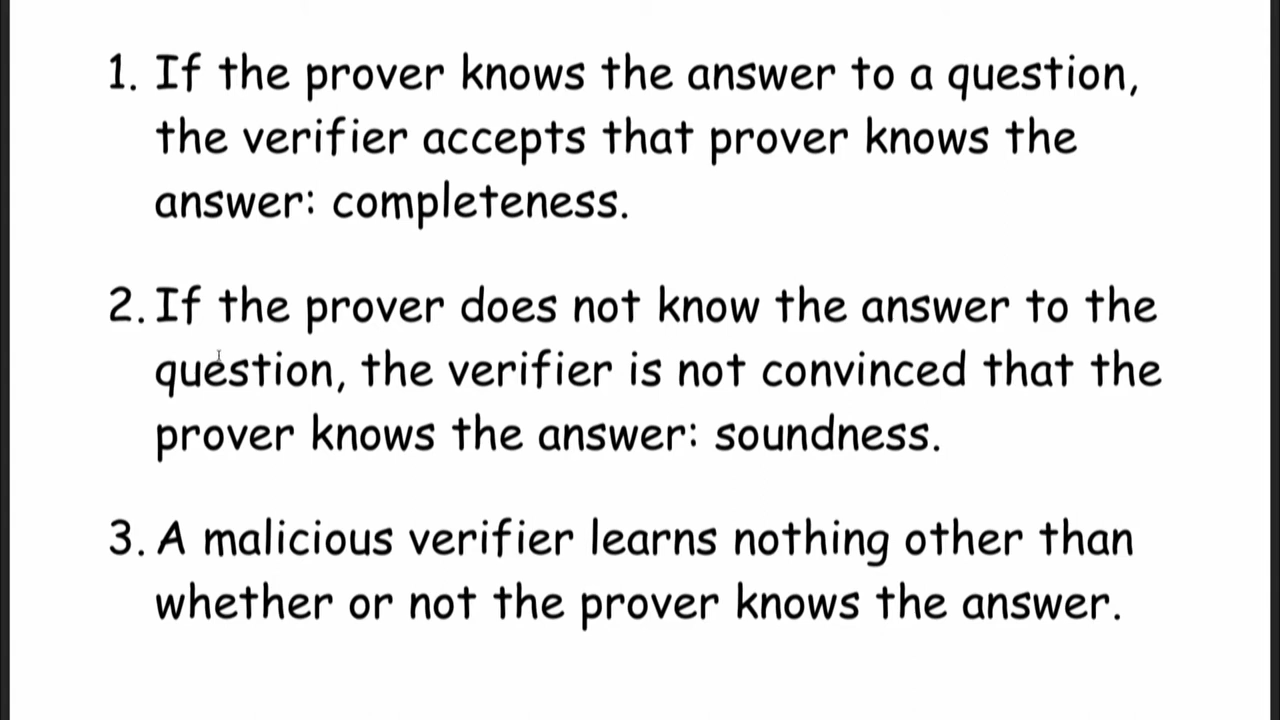 1. If the prover knows the answer to a question,
the verifier accepts that prover knows the
answer: completeness.
2. If the prover does not know the answer to the
question, the verifier is not convinced that the
prover knows the answer: soundness.
3. A malicious verifier learns nothing other than
whether or not the prover knows the answer.